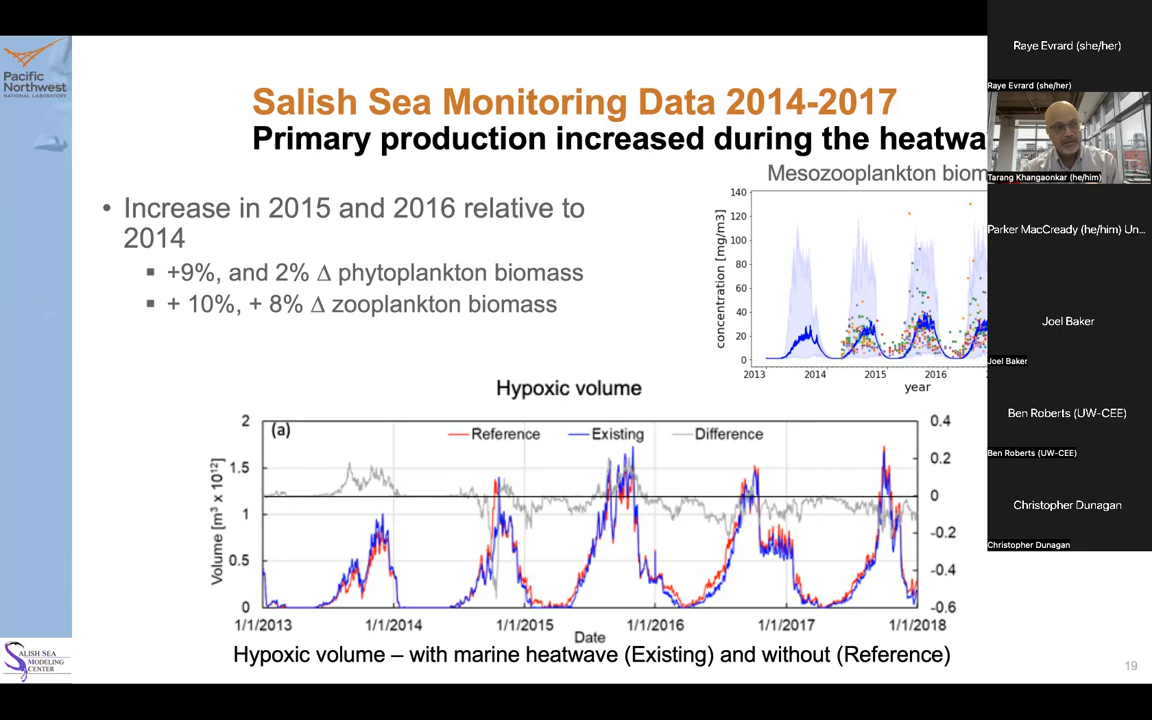 Pacific
Northwest
NATIONAL LABORATORY
Salish Sea Monitoring Data 2014-2017
Primary production increased during the heatwa
• Increase in 2015 and 2016 relative to
2014
▪ +9%, and 2% Δ phytoplankton biomass
▪ + 10%, + 8% Δ zooplankton biomass
Mesozooplankton biom
concentration [mg/m3]
140
120
100
80
60
40
20
0
2013 2014 2015 2016
year
Hypoxic volume
(a)
Reference Existing Difference
Volume [m³ x 10¹²]
2
1.5
1
0.5
0
0.4
0.2
0
-0.2
-0.4
-0.6
1/1/2013 1/1/2014 1/1/2015 1/1/2016 1/1/2017 1/1/2018
Date
Hypoxic volume – with marine heatwave (Existing) and without (Reference)
SALISH SEA
MODELING
CENTER
19
Raye Evrard (she/her)
Raye Evrard (she/her)
Tarang Khangaonkar (he/him)
Parker MacCready (he/him) Un...
Joel Baker
Joel Baker
Ben Roberts (UW-CEE)
Ben Roberts (UW-CEE)
Christopher Dunagan
Christopher Dunagan